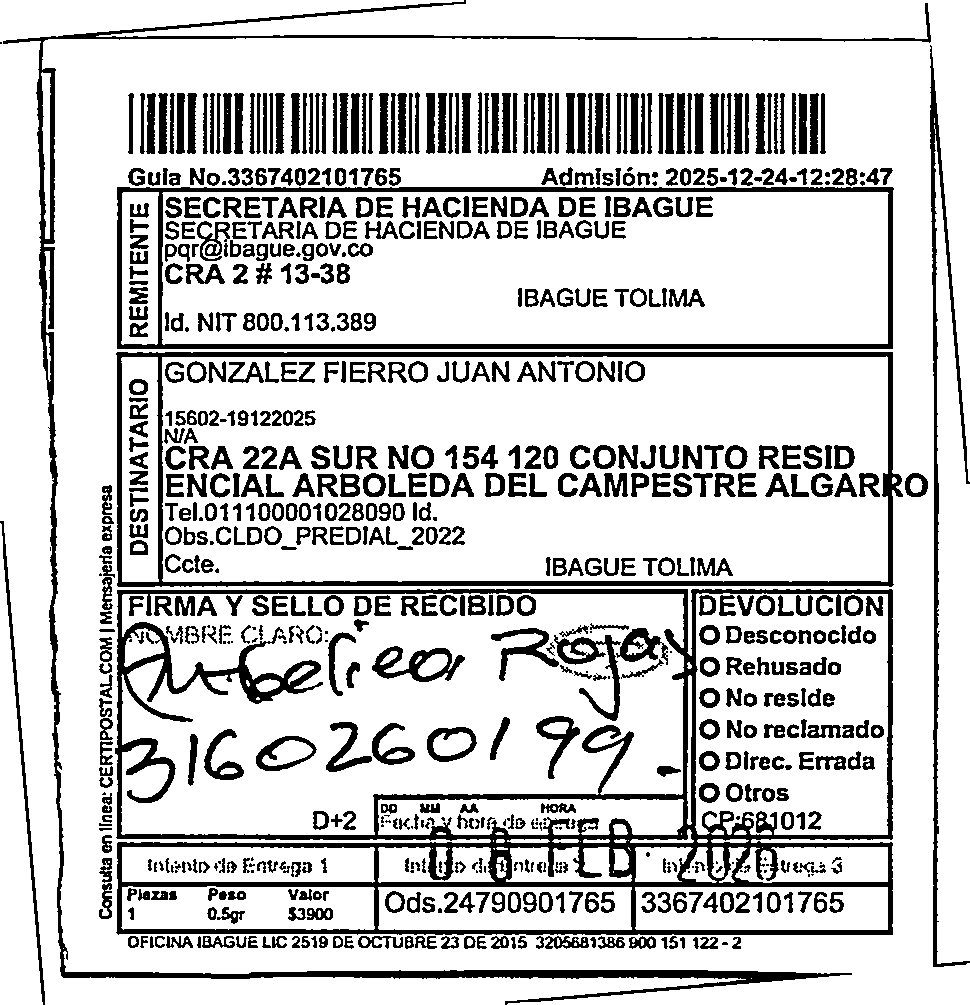 Guia No.3367402101765 Admisión: 2025-12-24-12:28:47
REMITENTE
SECRETARIA DE HACIENDA DE IBAGUE
SECRETARIA DE HACIENDA DE IBAGUE
pqr@ibague.gov.co
CRA 2 # 13-38
IBAGUE TOLIMA
Id. NIT 800.113.389
DESTINATARIO
GONZALEZ FIERRO JUAN ANTONIO
15602-19122025
N/A
CRA 22A SUR NO 154 120 CONJUNTO RESID
ENCIAL ARBOLEDA DEL CAMPESTRE ALGARRO
Tel.011100001028090 Id.
Obs.CLDO_PREDIAL_2022
Ccte. IBAGUE TOLIMA
Consulta en linea: CERTIPOSTAL.COM | Mensajeria expresa
FIRMA Y SELLO DE RECIBIDO
NOMBRE CLARO:
Rojas
3160260199
D+2
DD MM AA HORA
Fecha y hora de entrega
DEVOLUCION
Desconocido
Rehusado
No reside
No reclamado
Direc. Errada
Otros
CP:681012
FEB 2026
Intento de Entrega 1 Intento de Entrega Intento de Entrega 3
Piezas Peso Valor
1 0.5gr $3900
Ods.24790901765 3367402101765
OFICINA IBAGUE LIC 2519 DE OCTUBRE 23 DE 2015 3205681386 900 151 122 - 2